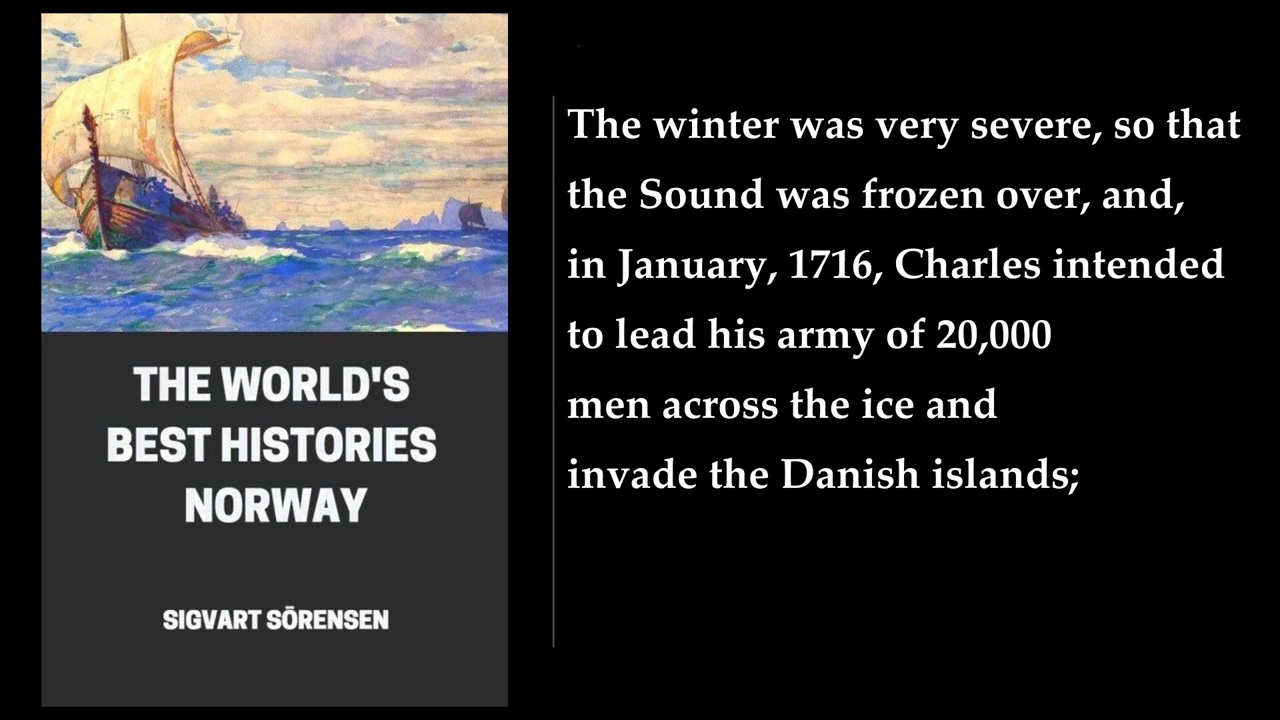 THE WORLD'S
BEST HISTORIES
NORWAY
SIGVART SÖRENSEN
The winter was very severe, so that
the Sound was frozen over, and,
in January, 1716, Charles intended
to lead his army of 20,000
men across the ice and
invade the Danish islands;